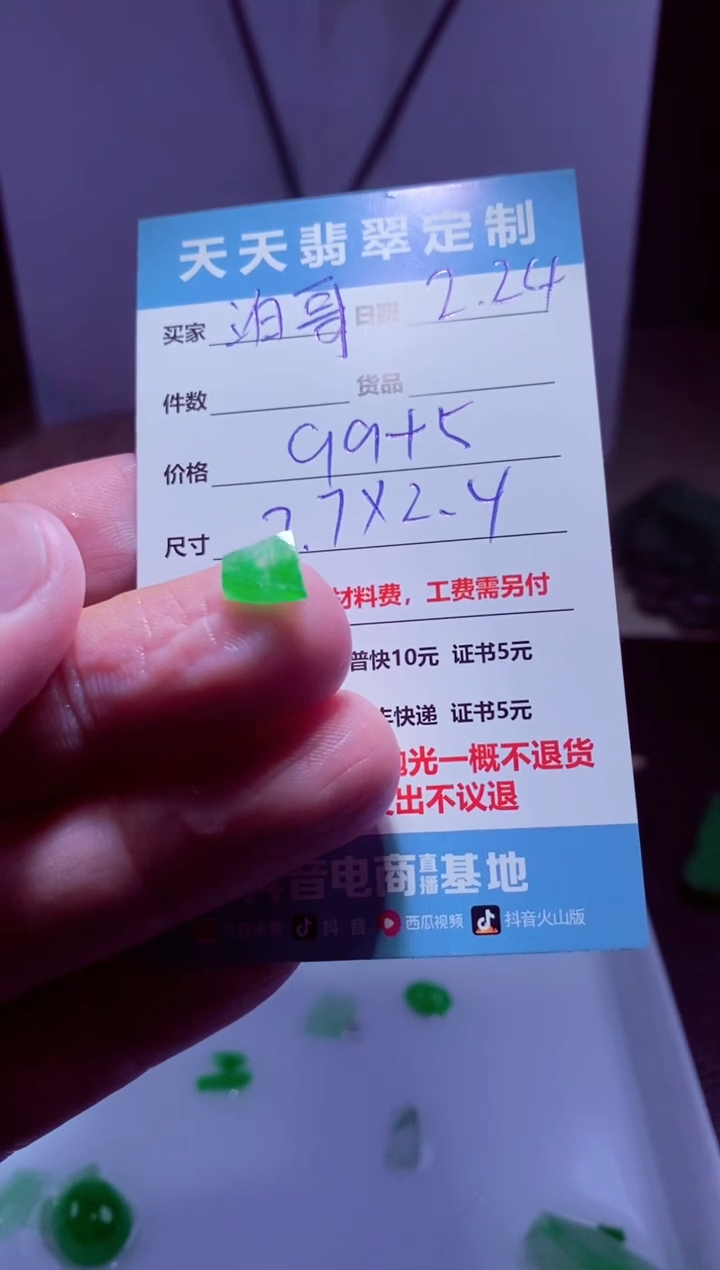 天天翡翠定制
买家 泊哥 日期 2.24
件数 货品
价格 99+5
尺寸 7.7X2.4
材料费，工费需另付
普快10元 证书5元
快递 证书5元
抛光一概不退货
出不议退
抖音电商直播基地
抖音 西瓜视频 抖音火山版